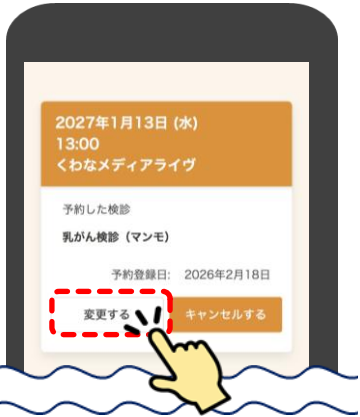 2027年1月13日 (水)
13:00
くわなメディアライヴ
予約した検診
乳がん検診（マンモ）
予約登録日: 2026年2月18日
変更する キャンセルする